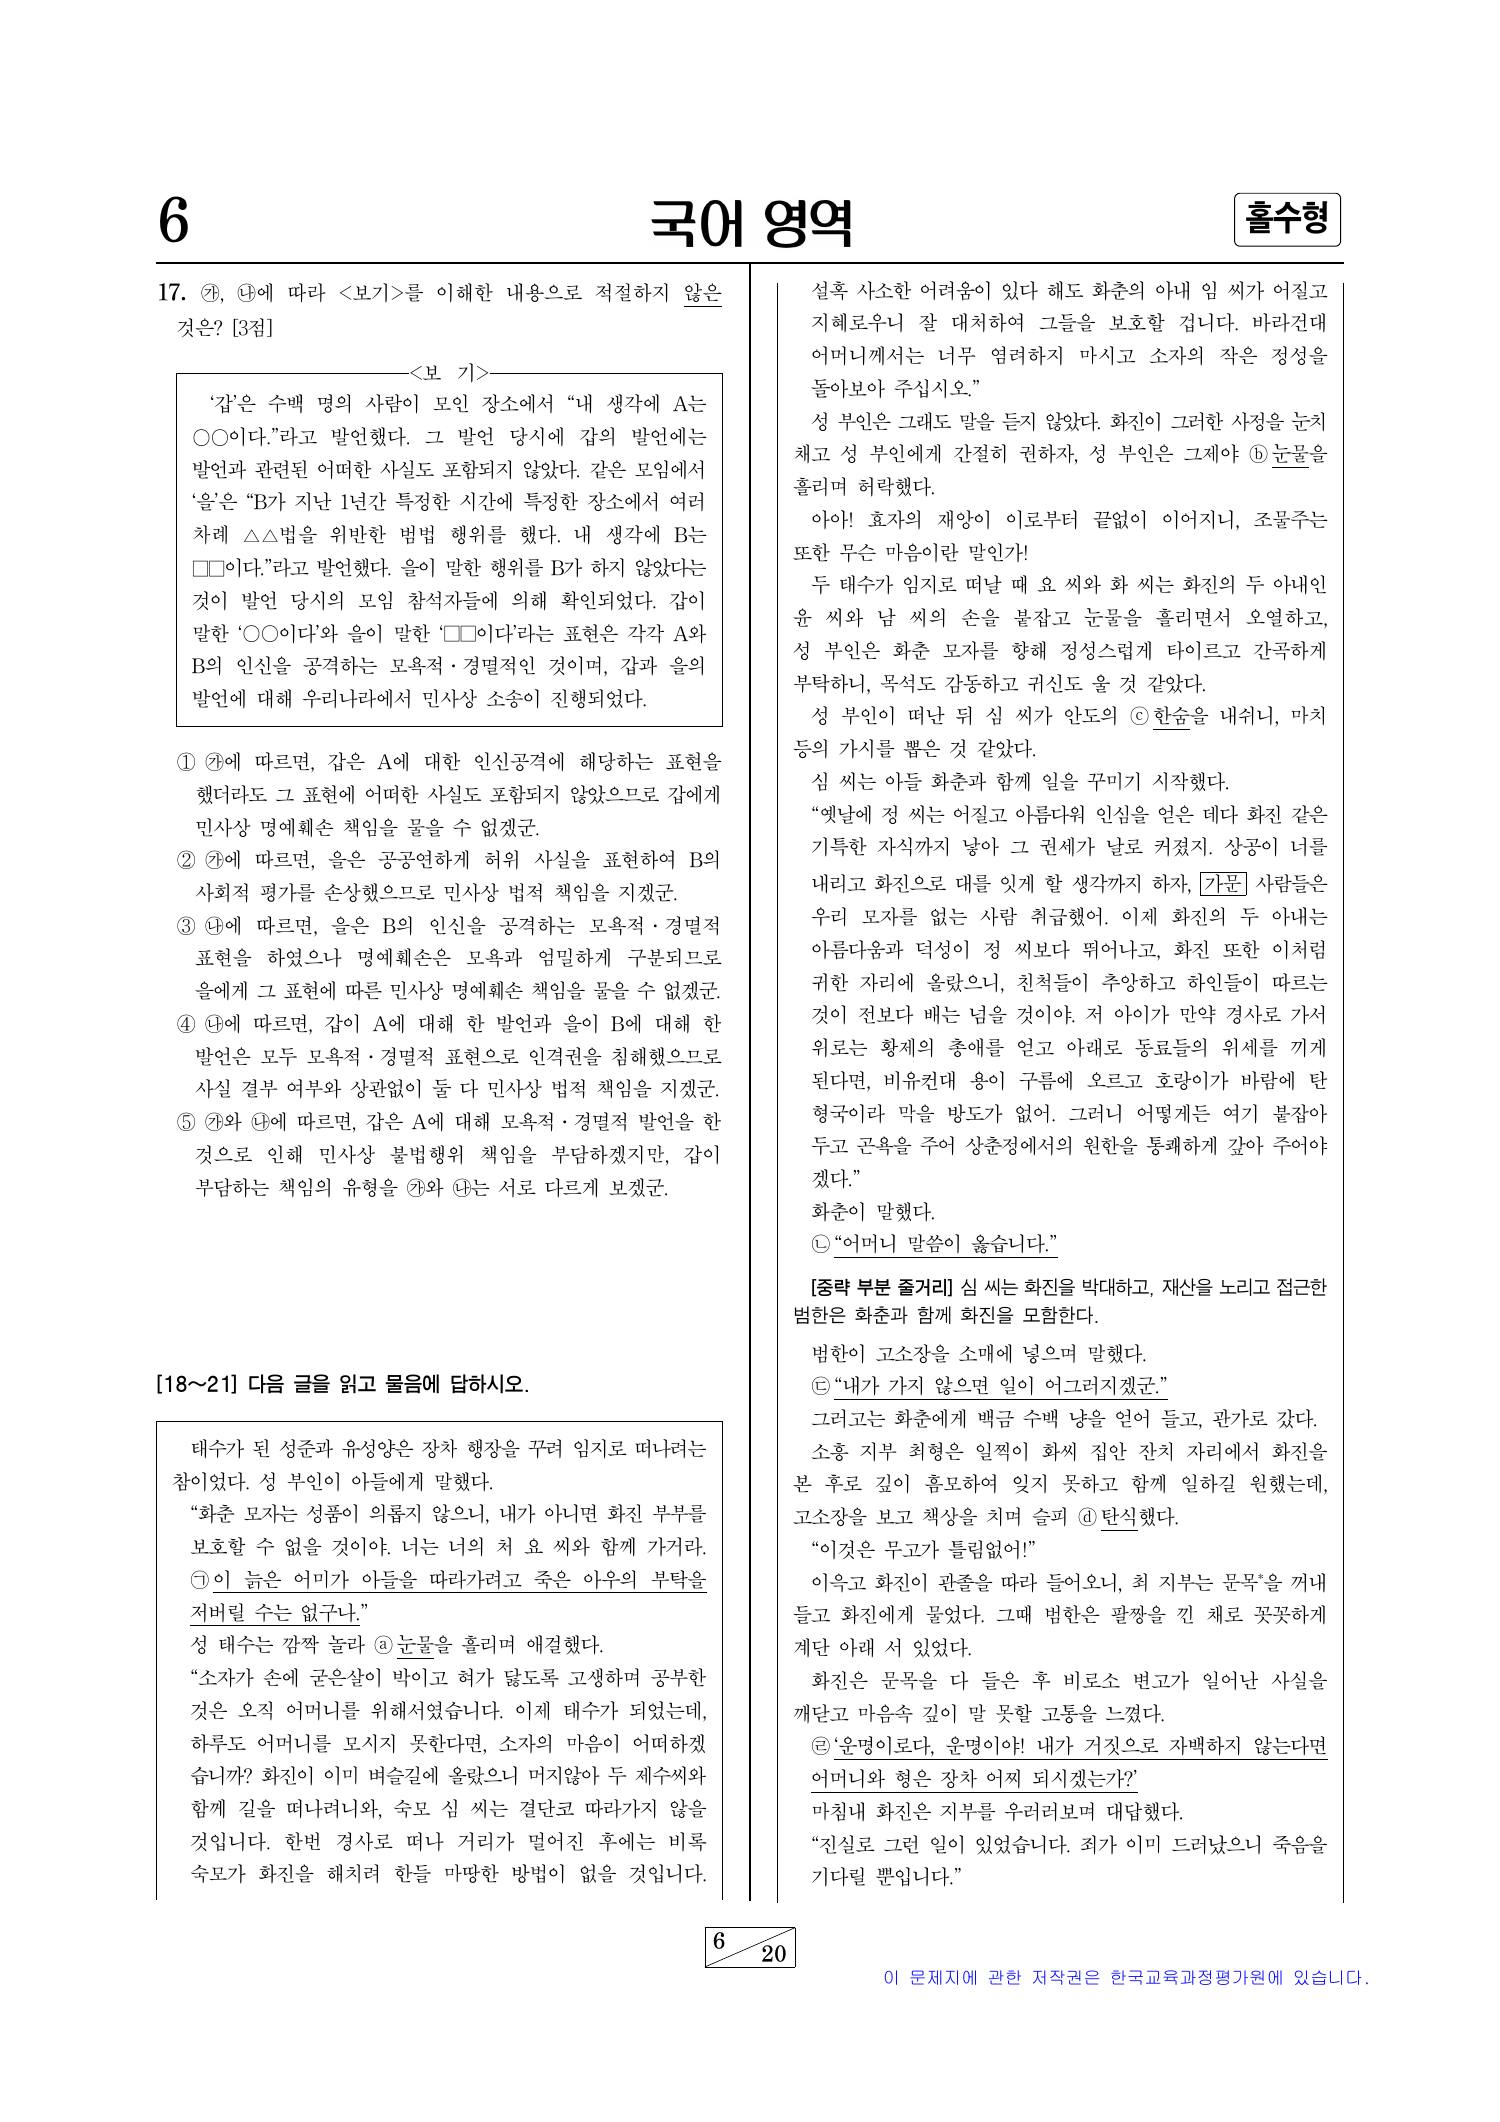 6
국어 영역
홀수형
17. ㉮, ㉯에 따라 <보기>를 이해한 내용으로 적절하지 않은
것은? [3점]
<보 기>
‘갑’은 수백 명의 사람이 모인 장소에서 “내 생각에 A는
○○이다.”라고 발언했다. 그 발언 당시에 갑의 발언에는
발언과 관련된 어떠한 사실도 포함되지 않았다. 같은 모임에서
‘을’은 “B가 지난 1년간 특정한 시간에 특정한 장소에서 여러
차례 △△법을 위반한 범법 행위를 했다. 내 생각에 B는
□□이다.”라고 발언했다. 을이 말한 행위를 B가 하지 않았다는
것이 발언 당시의 모임 참석자들에 의해 확인되었다. 갑이
말한 ‘○○이다’와 을이 말한 ‘□□이다’라는 표현은 각각 A와
B의 인신을 공격하는 모욕적·경멸적인 것이며, 갑과 을의
발언에 대해 우리나라에서 민사상 소송이 진행되었다.
① ㉮에 따르면, 갑은 A에 대한 인신공격에 해당하는 표현을
했더라도 그 표현에 어떠한 사실도 포함되지 않았으므로 갑에게
민사상 명예훼손 책임을 물을 수 없겠군.
② ㉮에 따르면, 을은 공공연하게 허위 사실을 표현하여 B의
사회적 평가를 손상했으므로 민사상 법적 책임을 지겠군.
③ ㉯에 따르면, 을은 B의 인신을 공격하는 모욕적·경멸적
표현을 하였으나 명예훼손은 모욕과 엄밀하게 구분되므로
을에게 그 표현에 따른 민사상 명예훼손 책임을 물을 수 없겠군.
④ ㉯에 따르면, 갑이 A에 대해 한 발언과 을이 B에 대해 한
발언은 모두 모욕적·경멸적 표현으로 인격권을 침해했으므로
사실 결부 여부와 상관없이 둘 다 민사상 법적 책임을 지겠군.
⑤ ㉮와 ㉯에 따르면, 갑은 A에 대해 모욕적·경멸적 발언을 한
것으로 인해 민사상 불법행위 책임을 부담하겠지만, 갑이
부담하는 책임의 유형을 ㉮와 ㉯는 서로 다르게 보겠군.
[18～21] 다음 글을 읽고 물음에 답하시오.
태수가 된 성준과 유성양은 장차 행장을 꾸려 임지로 떠나려는
참이었다. 성 부인이 아들에게 말했다.
“화춘 모자는 성품이 의롭지 않으니, 내가 아니면 화진 부부를
보호할 수 없을 것이야. 너는 너의 처 요 씨와 함께 가거라.
㉠이 늙은 어미가 아들을 따라가려고 죽은 아우의 부탁을
저버릴 수는 없구나.”
성 태수는 깜짝 놀라 ⓐ눈물을 흘리며 애걸했다.
“소자가 손에 굳은살이 박이고 혀가 닳도록 고생하며 공부한
것은 오직 어머니를 위해서였습니다. 이제 태수가 되었는데,
하루도 어머니를 모시지 못한다면, 소자의 마음이 어떠하겠
습니까? 화진이 이미 벼슬길에 올랐으니 머지않아 두 제수씨와
함께 길을 떠나려니와, 숙모 심 씨는 결단코 따라가지 않을
것입니다. 한번 경사로 떠나 거리가 멀어진 후에는 비록
숙모가 화진을 해치려 한들 마땅한 방법이 없을 것입니다.
설혹 사소한 어려움이 있다 해도 화춘의 아내 임 씨가 어질고
지혜로우니 잘 대처하여 그들을 보호할 겁니다. 바라건대
어머니께서는 너무 염려하지 마시고 소자의 작은 정성을
돌아보아 주십시오.”
성 부인은 그래도 말을 듣지 않았다. 화진이 그러한 사정을 눈치
채고 성 부인에게 간절히 권하자, 성 부인은 그제야 ⓑ눈물을
흘리며 허락했다.
아아! 효자의 재앙이 이로부터 끝없이 이어지니, 조물주는
또한 무슨 마음이란 말인가!
두 태수가 임지로 떠날 때 요 씨와 화 씨는 화진의 두 아내인
윤 씨와 남 씨의 손을 붙잡고 눈물을 흘리면서 오열하고,
성 부인은 화춘 모자를 향해 정성스럽게 타이르고 간곡하게
부탁하니, 목석도 감동하고 귀신도 울 것 같았다.
성 부인이 떠난 뒤 심 씨가 안도의 ⓒ한숨을 내쉬니, 마치
등의 가시를 뽑은 것 같았다.
심 씨는 아들 화춘과 함께 일을 꾸미기 시작했다.
“옛날에 정 씨는 어질고 아름다워 인심을 얻은 데다 화진 같은
기특한 자식까지 낳아 그 권세가 날로 커졌지. 상공이 너를
내리고 화진으로 대를 잇게 할 생각까지 하자, 가문 사람들은
우리 모자를 없는 사람 취급했어. 이제 화진의 두 아내는
아름다움과 덕성이 정 씨보다 뛰어나고, 화진 또한 이처럼
귀한 자리에 올랐으니, 친척들이 추앙하고 하인들이 따르는
것이 전보다 배는 넘을 것이야. 저 아이가 만약 경사로 가서
위로는 황제의 총애를 얻고 아래로 동료들의 위세를 끼게
된다면, 비유컨대 용이 구름에 오르고 호랑이가 바람에 탄
형국이라 막을 방도가 없어. 그러니 어떻게든 여기 붙잡아
두고 곤욕을 주어 상춘정에서의 원한을 통쾌하게 갚아 주어야
겠다.”
화춘이 말했다.
㉡“어머니 말씀이 옳습니다.”
[중략 부분 줄거리] 심 씨는 화진을 박대하고, 재산을 노리고 접근한
범한은 화춘과 함께 화진을 모함한다.
범한이 고소장을 소매에 넣으며 말했다.
㉢“내가 가지 않으면 일이 어그러지겠군.”
그러고는 화춘에게 백금 수백 냥을 얻어 들고, 관가로 갔다.
소흥 지부 최형은 일찍이 화씨 집안 잔치 자리에서 화진을
본 후로 깊이 흠모하여 잊지 못하고 함께 일하길 원했는데,
고소장을 보고 책상을 치며 슬피 ⓓ탄식했다.
“이것은 무고가 틀림없어!”
이윽고 화진이 관졸을 따라 들어오니, 최 지부는 문목*을 꺼내
들고 화진에게 물었다. 그때 범한은 팔짱을 낀 채로 꼿꼿하게
계단 아래 서 있었다.
화진은 문목을 다 들은 후 비로소 변고가 일어난 사실을
깨닫고 마음속 깊이 말 못할 고통을 느꼈다.
㉣‘운명이로다, 운명이야! 내가 거짓으로 자백하지 않는다면
어머니와 형은 장차 어찌 되시겠는가?’
마침내 화진은 지부를 우러러보며 대답했다.
“진실로 그런 일이 있었습니다. 죄가 이미 드러났으니 죽음을
기다릴 뿐입니다.”
6
20
이 문제지에 관한 저작권은 한국교육과정평가원에 있습니다.